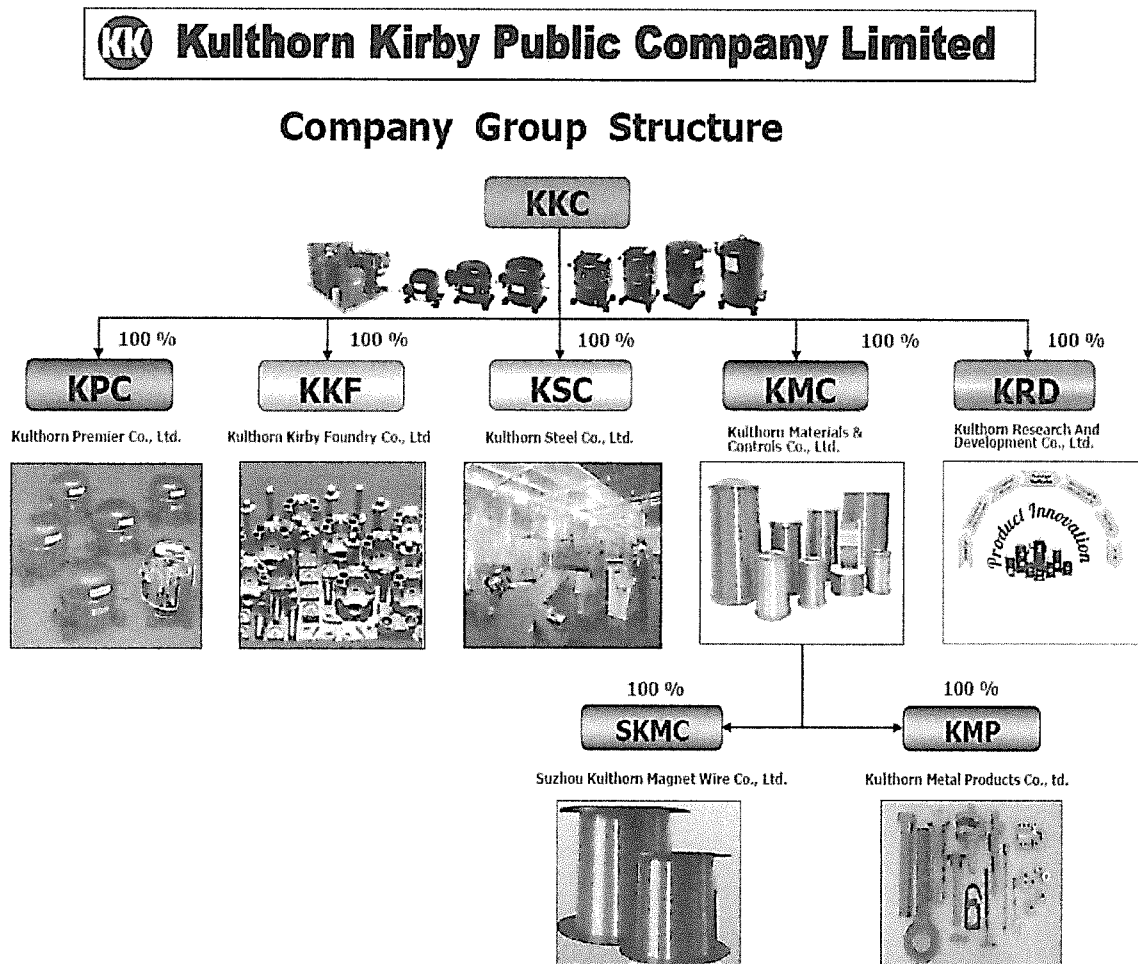 KK Kulthorn Kirby Public Company Limited
Company Group Structure
KKC
100 % 100 % 100 % 100 % 100 %
KPC KKF KSC KMC KRD
Kulthorn Premier Co., Ltd.
Kulthorn Kirby Foundry Co., Ltd
Kulthorn Steel Co., Ltd.
Kulthorn Materials &
Controls Co., Ltd.
Kulthorn Research And
Development Co., Ltd.
Product Innovation
100 % 100 %
SKMC KMP
Suzhou Kulthorn Magnet Wire Co., Ltd.
Kulthorn Metal Products Co., td.